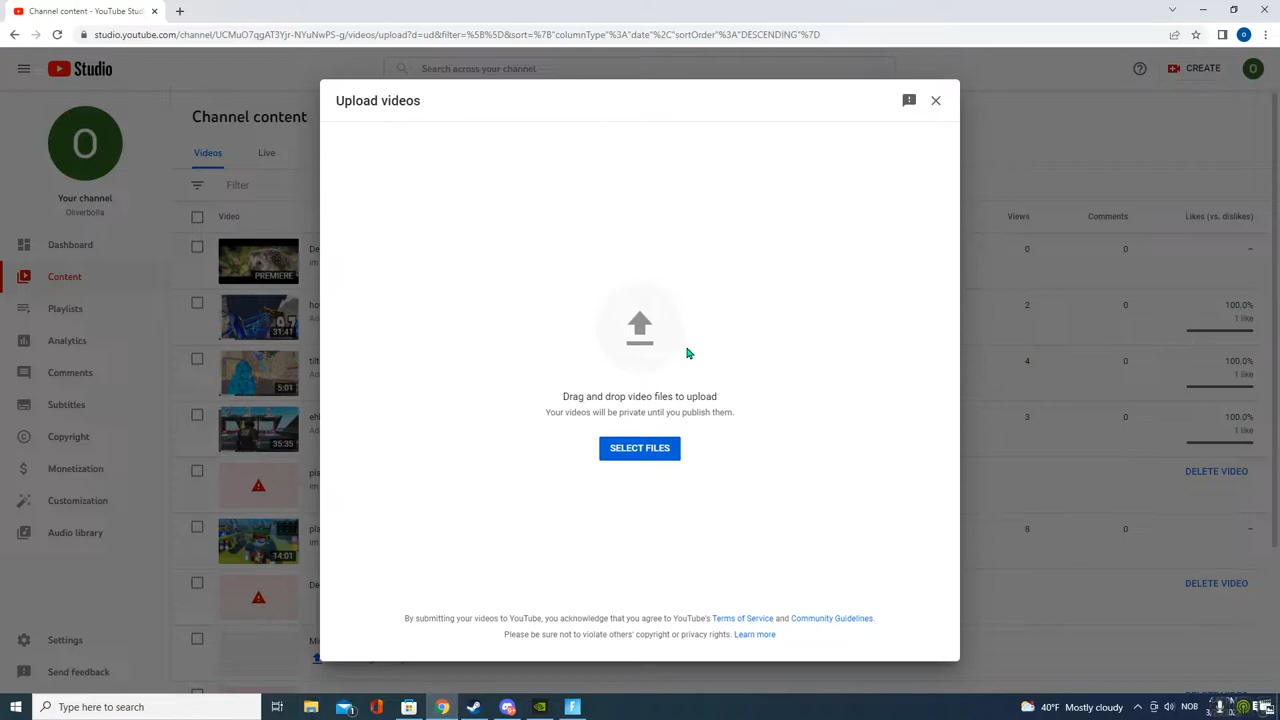 Content - YouTube Studio
studio.youtube.com/channel/UCMuO7qgAT3Yjr-NYuNwPS-g/videos/upload?d=ud&filter=%5B%5D&sort=%7B"columnType"%3A"date"%2C"sortOrder"%3A"DESCENDING"%7D
O
Studio
Search across your channel
CREATE
O
Upload videos
O
Your channel
Oliverbolla
Dashboard
Content
Playlists
Analytics
Comments
Subtitles
Copyright
Monetization
Customization
Audio library
Settings
Send feedback
Channel content
Videos
Live
Filter
Video
Views
Comments
Likes (vs. dislikes)
PREMIERE
De
0
0
–
31:41
2
0
100.0%
1 like
5:01
tilt
4
0
100.0%
1 like
35:35
3
0
100.0%
1 like
pla
DELETE VIDEO
14:01
pla
8
0
–
De
DELETE VIDEO
Drag and drop video files to upload
Your videos will be private until you publish them.
SELECT FILES
By submitting your videos to YouTube, you acknowledge that you agree to YouTube's Terms of Service and Community Guidelines.
Please be sure not to violate others' copyright or privacy rights. Learn more
Type here to search
40°F Mostly cloudy
NOB